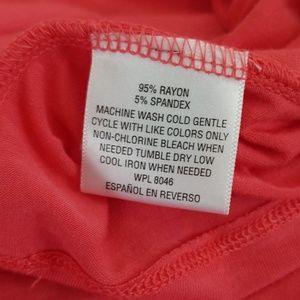 95% RAYON
5% SPANDEX
MACHINE WASH COLD GENTLE
CYCLE WITH LIKE COLORS ONLY
NON-CHLORINE BLEACH WHEN
NEEDED TUMBLE DRY LOW
COOL IRON WHEN NEEDED
WPL 8046
ESPAÑOL EN REVERSO